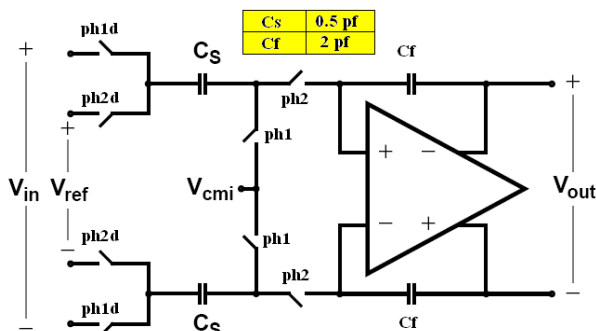 Cs 0.5 pf
Cf 2 pf
ph1d
+
CS
Cf
+
ph2
ph2d
+
ph1
+ −
Vin
Vref
Vcmi
Vout
− +
ph1
−
ph2d
ph2
ph1d
−
CS
Cf
−